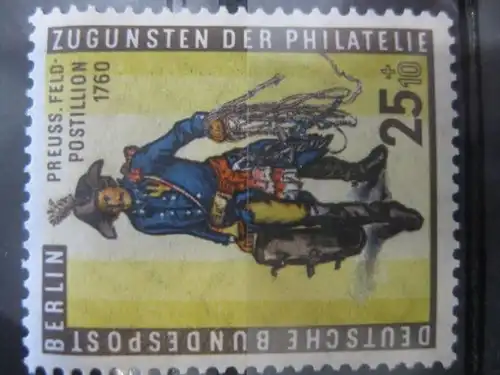 ZUGUNSTEN DER PHILATELIE
PREUSS. FELD-
POSTILLION
1760
25+10
DEUTSCHE BUNDESPOST
BERLIN